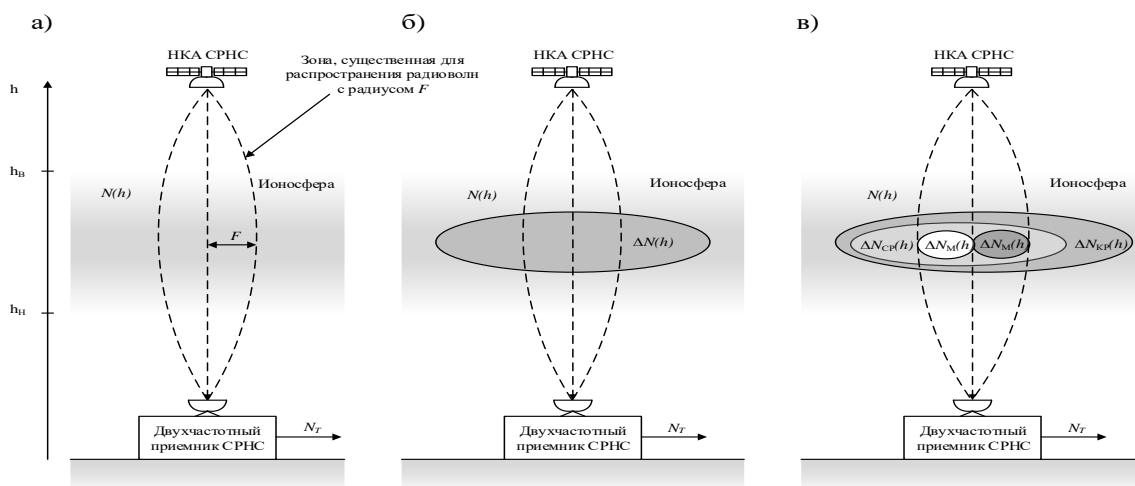 а)
НКА СРНС
Зона, существенная для
распространения радиоволн
с радиусом F
h
hВ
N(h)
Ионосфера
F
hН
Двухчастотный
приемник СРНС
NT
б)
НКА СРНС
Ионосфера
N(h)
ΔN(h)
Двухчастотный
приемник СРНС
NT
в)
НКА СРНС
Ионосфера
N(h)
ΔNСР(h) ΔNМ(h ΔNМ(h) ΔNКР(h)
Двухчастотный
приемник СРНС
NT